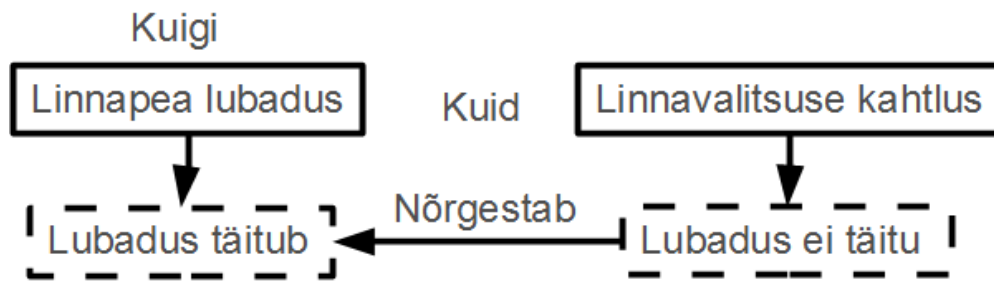 Kuigi
Linnapea lubadus
Kuid
Linnavalitsuse kahtlus
Nõrgestab
Lubadus täitub
Lubadus ei täitu